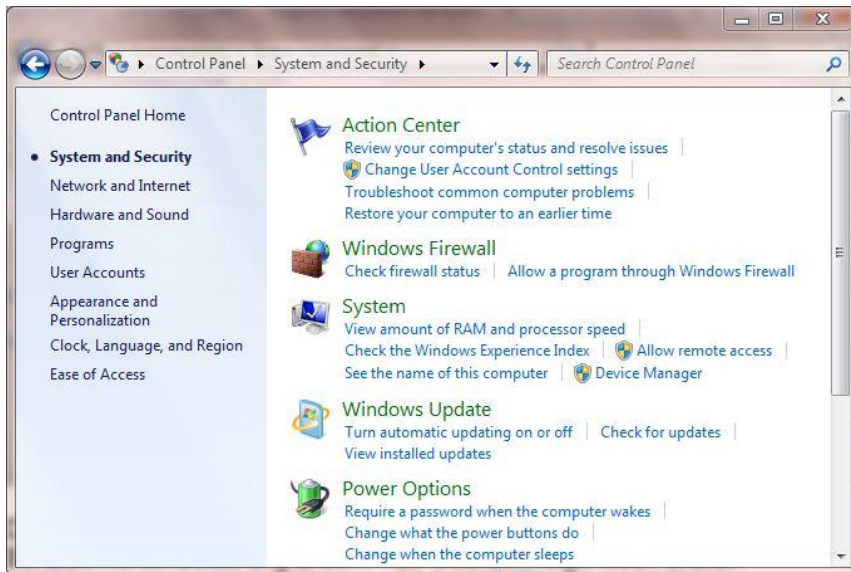 Control Panel System and Security Search Control Panel
Control Panel Home
System and Security
Network and Internet
Hardware and Sound
Programs
User Accounts
Appearance and
Personalization
Clock, Language, and Region
Ease of Access
Action Center
Review your computer's status and resolve issues
Change User Account Control settings
Troubleshoot common computer problems
Restore your computer to an earlier time
Windows Firewall
Check firewall status Allow a program through Windows Firewall
System
View amount of RAM and processor speed
Check the Windows Experience Index Allow remote access
See the name of this computer Device Manager
Windows Update
Turn automatic updating on or off Check for updates
View installed updates
Power Options
Require a password when the computer wakes
Change what the power buttons do
Change when the computer sleeps